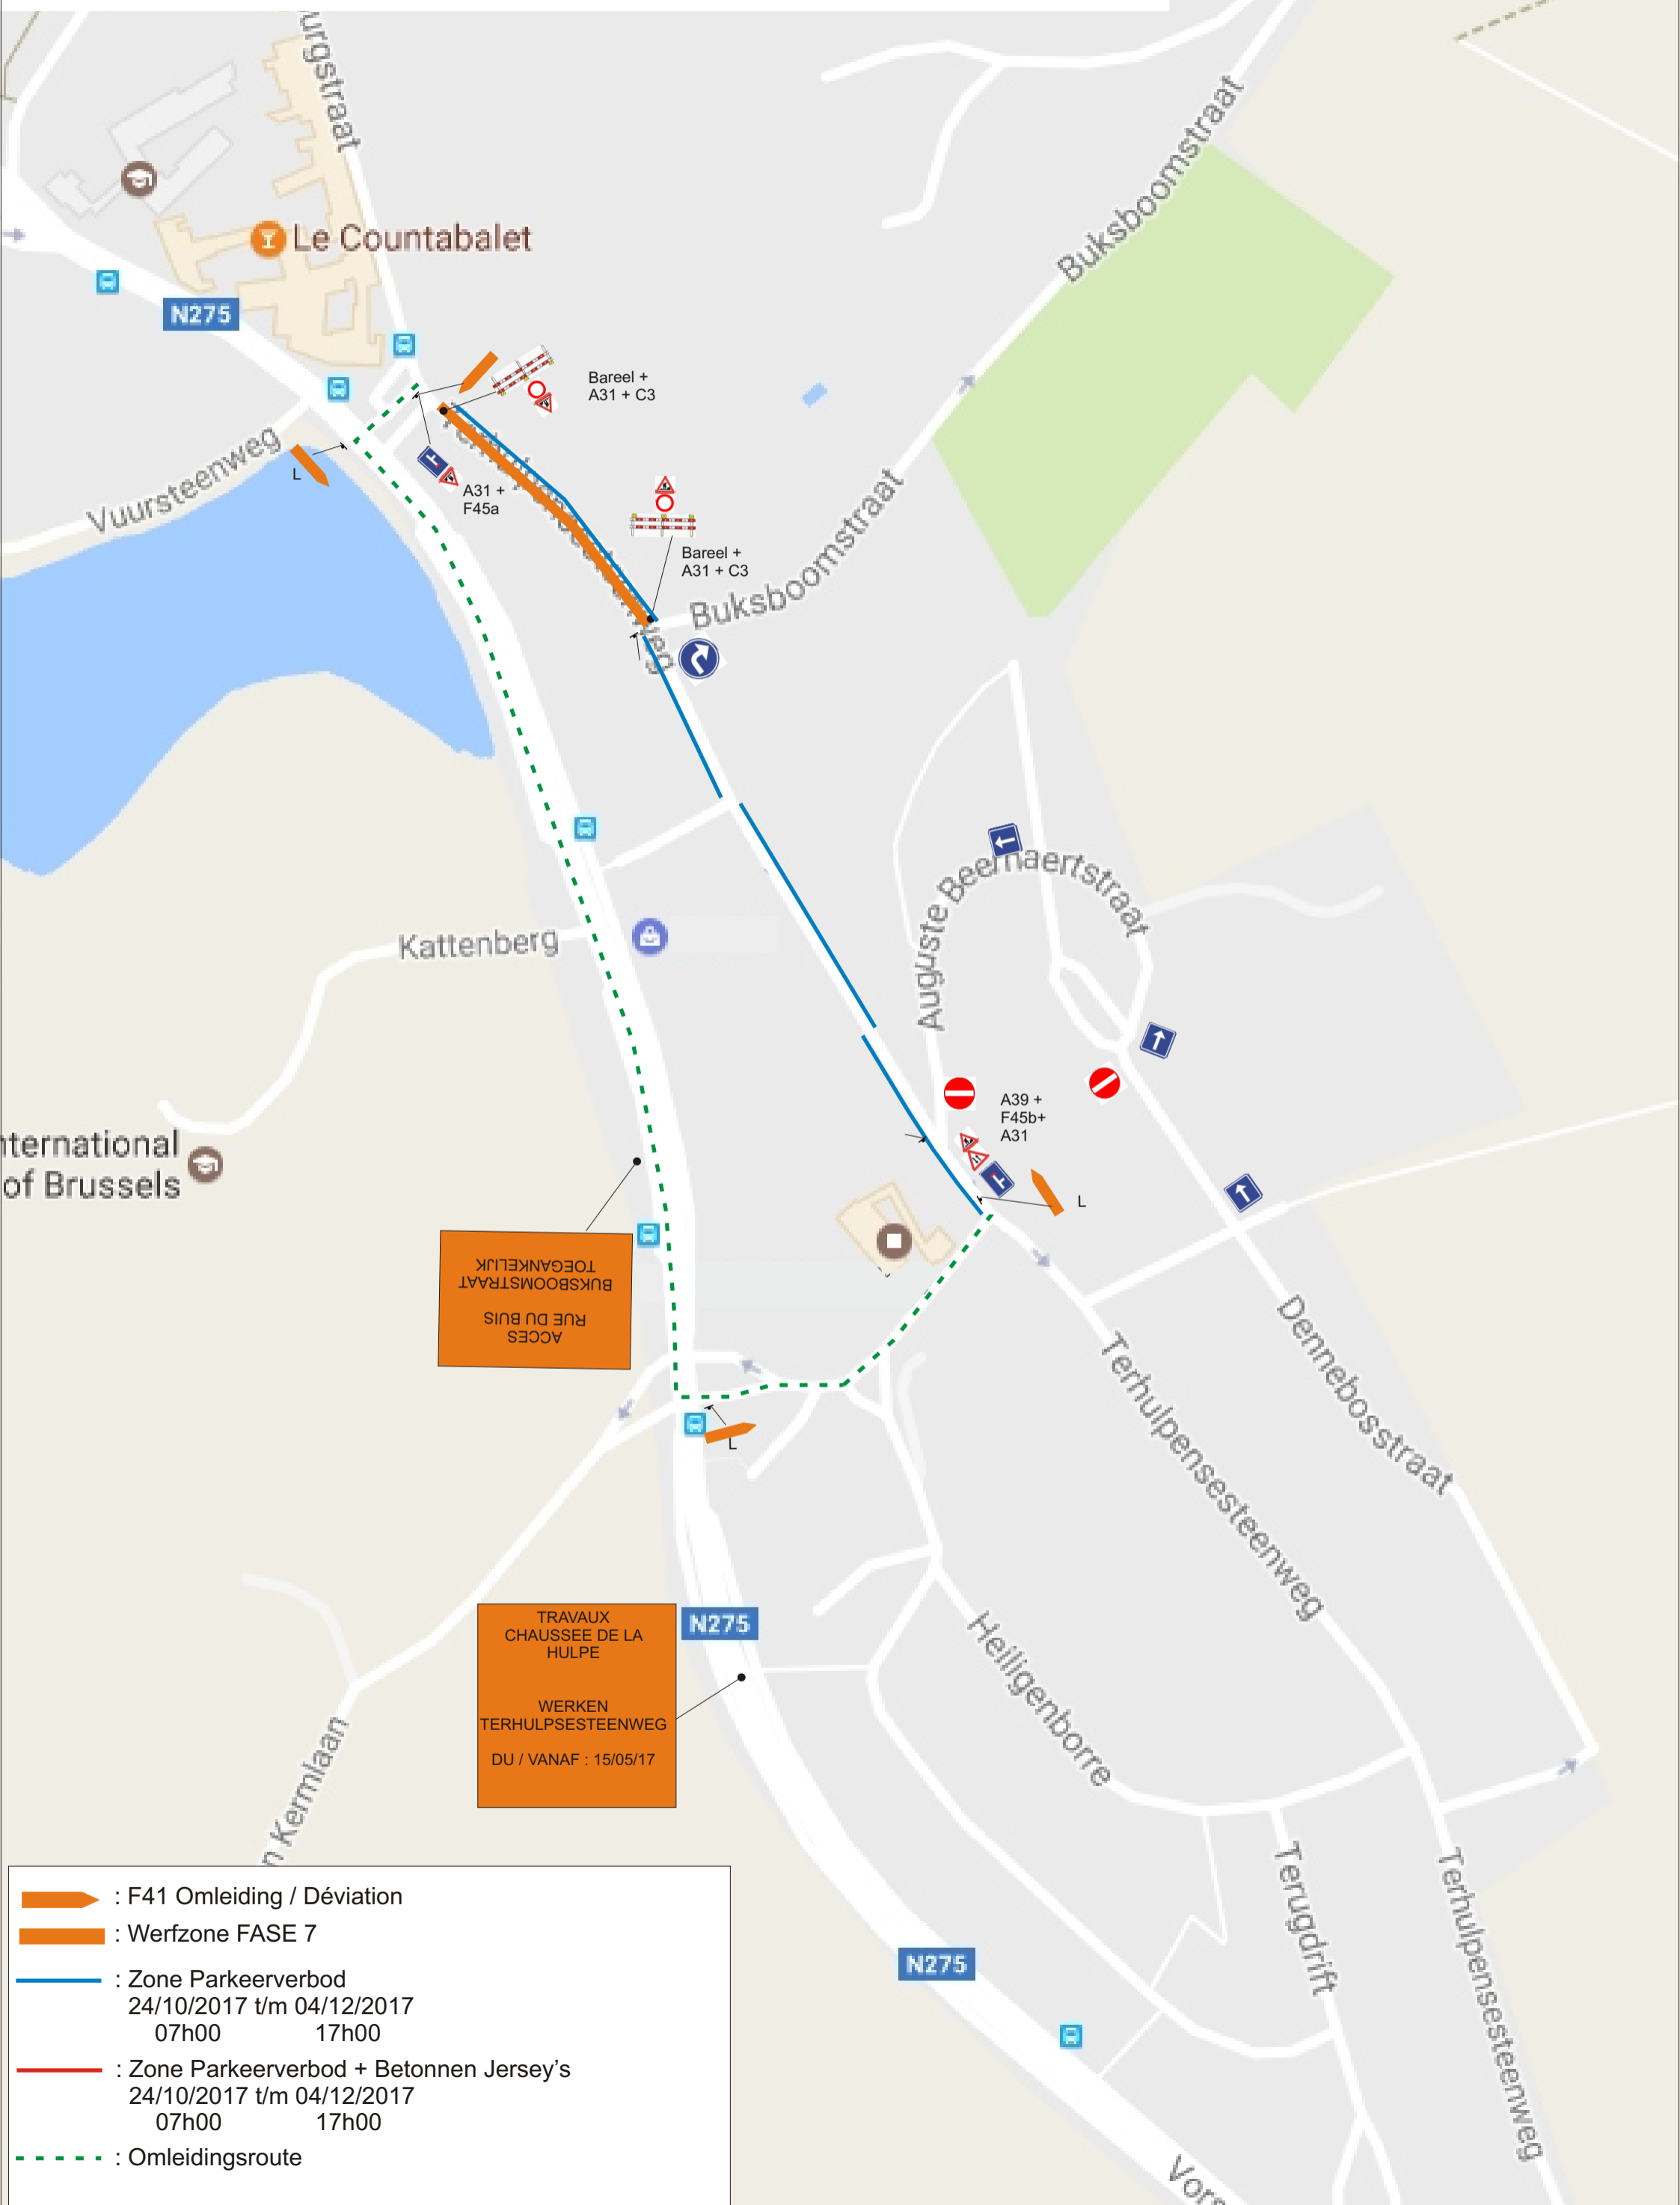 urgstraat
Le Countabalet
N275
Buksboomstraat
Bareel +
A31 + C3
Vuursteenweg
L
A31 +
F45a
Bareel +
A31 + C3
Buksboomstraat
Auguste Beernaertstraat
Kattenberg
A39 +
F45b+
A31
L
nternational
of Brussels
ACCES
RUE DU BUIS
BUKSBOOMSTRAAT
TOEGANKELIJK
L
Terhulpensesteenweg
Dennebosstraat
N275
TRAVAUX
CHAUSSEE DE LA
HULPE
WERKEN
TERHULPSESTEENWEG
DU / VANAF : 15/05/17
Heiligenborre
n Kermlaan
Terugdrift
Terhulpensesteenweg
N275
Vors
: F41 Omleiding / Déviation
: Werfzone FASE 7
: Zone Parkeerverbod
24/10/2017 t/m 04/12/2017
07h00 17h00
: Zone Parkeerverbod + Betonnen Jersey's
24/10/2017 t/m 04/12/2017
07h00 17h00
: Omleidingsroute